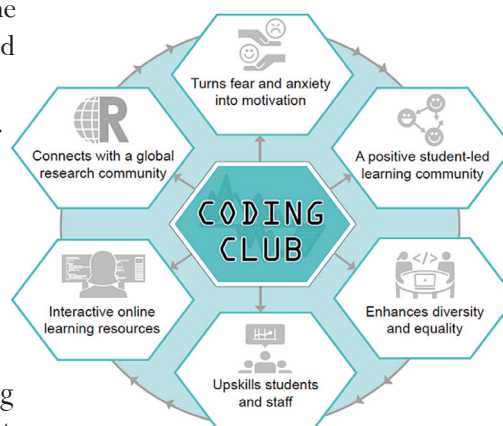 ne
d
.
Turns fear and anxiety
into motivation
R
Connects with a global
research community
A positive student-led
learning community
CODING
CLUB
</>
Interactive online
learning resources
Enhances diversity
and equality
Upskills students
and staff
g